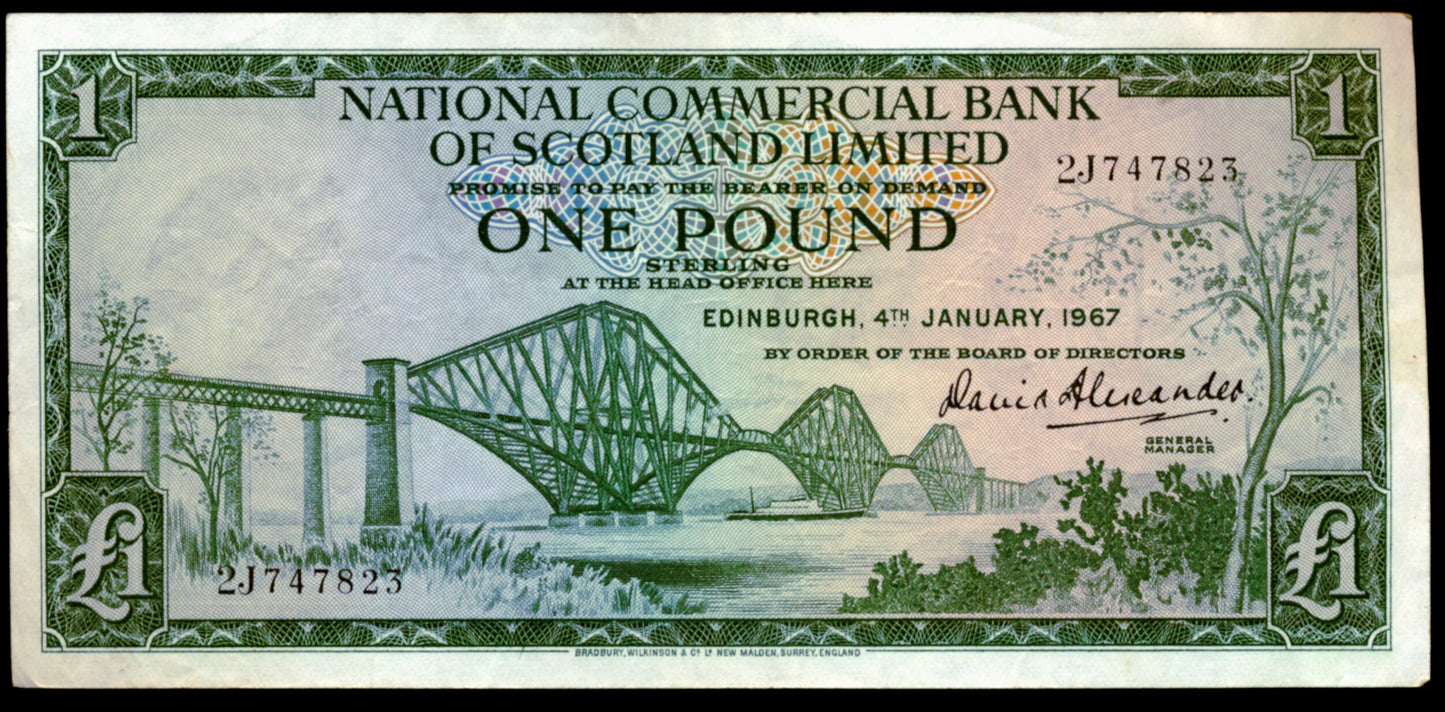 1
1
NATIONAL COMMERCIAL BANK
OF SCOTLAND LIMITED
2J747823
PROMISE TO PAY THE BEARER ON DEMAND
ONE POUND
STERLING
AT THE HEAD OFFICE HERE
EDINBURGH, 4TH JANUARY, 1967
BY ORDER OF THE BOARD OF DIRECTORS
David Alexander.
GENERAL
MANAGER
£1
£1
2J747823
BRADBURY, WILKINSON & Co Ld NEW MALDEN, SURREY, ENGLAND